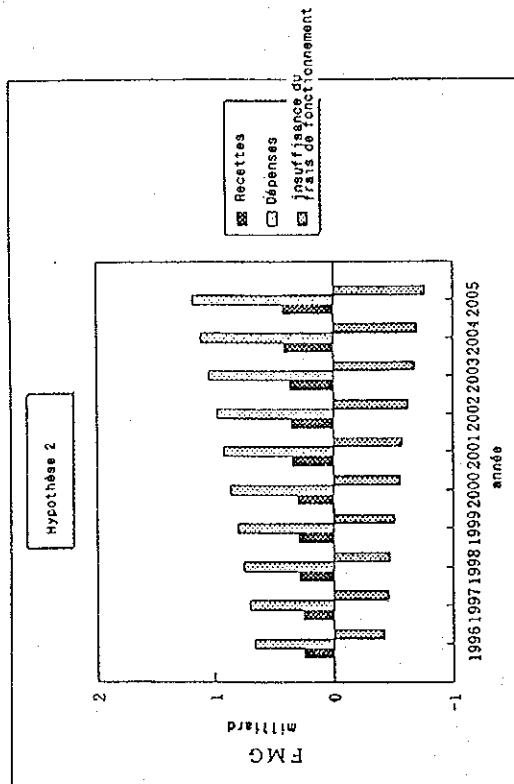 Hypothèse 2
Recettes
Dépenses
insuffisance du
frais de fonctionnement
2
1
0
-1
FMG
milliard
1996 1997 1998 1999 2000 2001 2002 2003 2004 2005
année